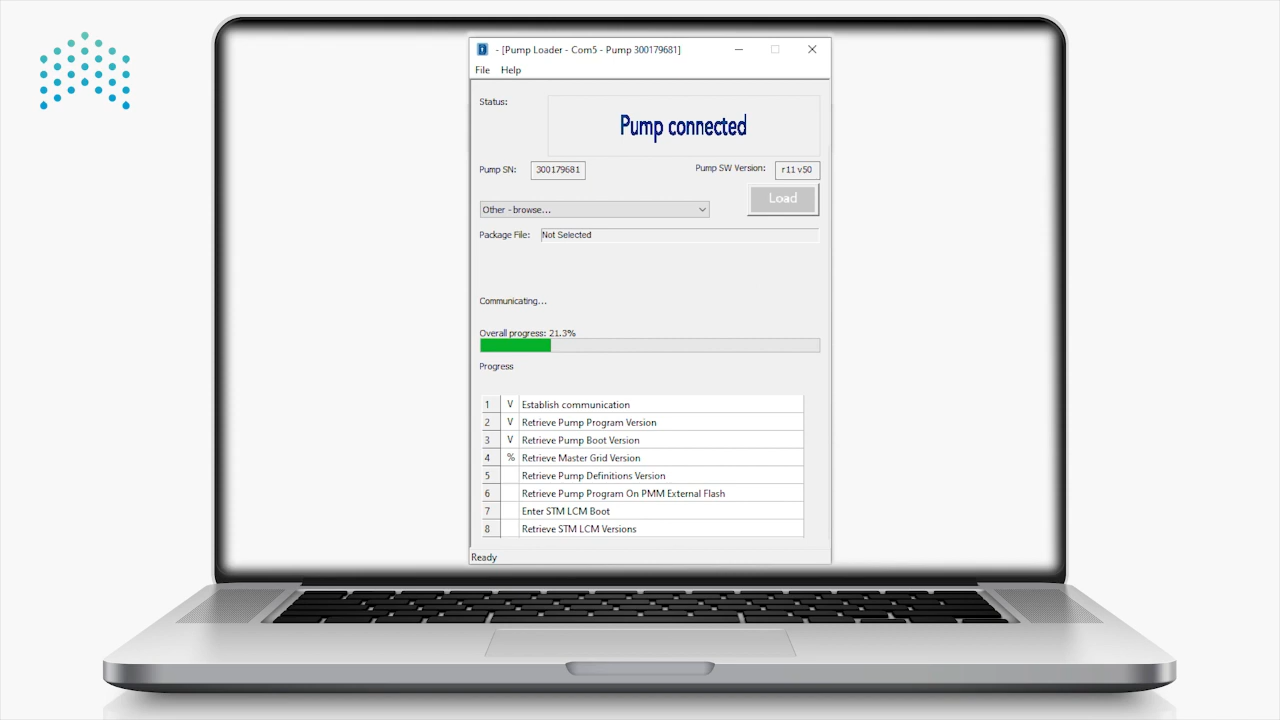 - [Pump Loader - Com5 - Pump 300179681]
File Help
Status:
Pump connected
Pump SN: 300179681 Pump SW Version: r11 v50
Load
Other - browse...
Package File: Not Selected
Communicating...
Overall progress: 21.3%
Progress
1 V Establish communication
2 V Retrieve Pump Program Version
3 V Retrieve Pump Boot Version
4 % Retrieve Master Grid Version
5 Retrieve Pump Definitions Version
6 Retrieve Pump Program On PMM External Flash
7 Enter STM LCM Boot
8 Retrieve STM LCM Versions
Ready